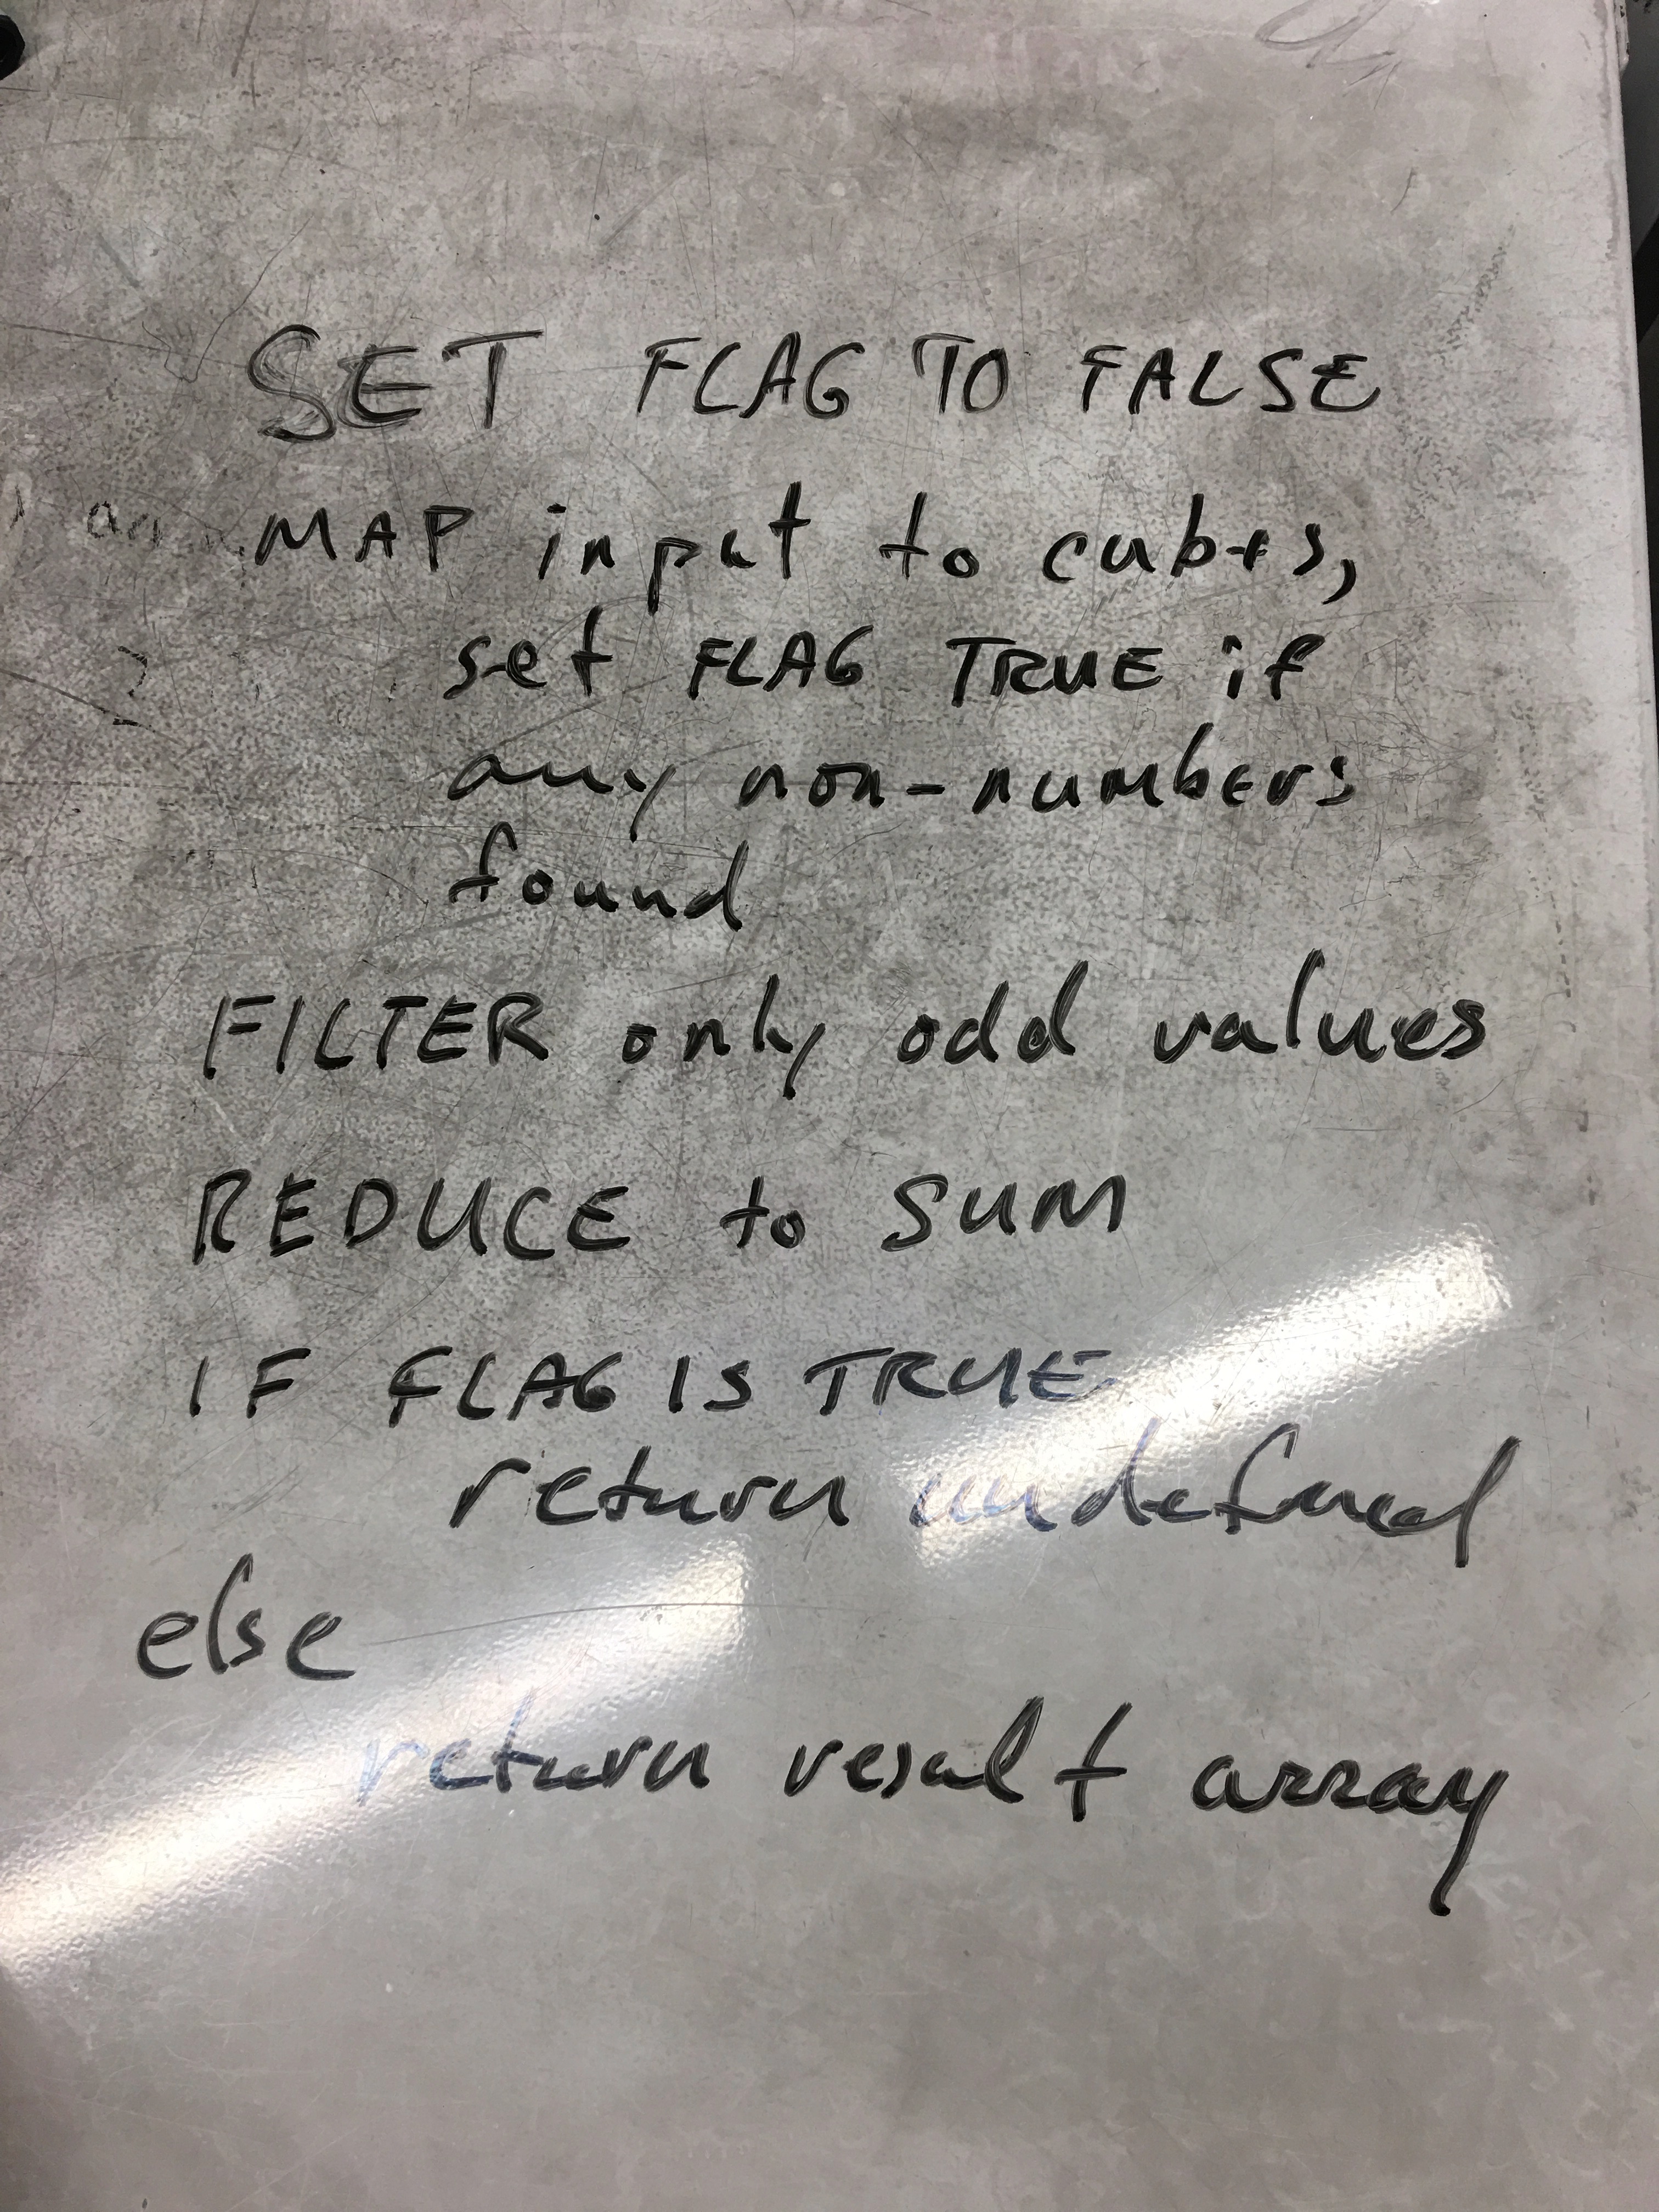 SET FLAG TO FALSE
MAP input to cubes,
set FLAG TRUE if
any non-numbers
found
FILTER only odd values
REDUCE to SUM
IF FLAG IS TRUE
return undefined
else
return result array